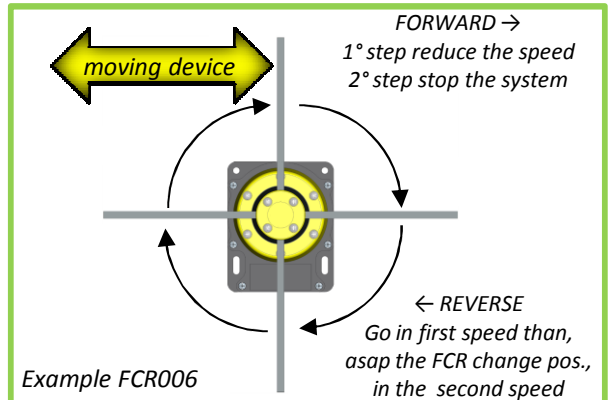 moving device
FORWARD →
1° step reduce the speed
2° step stop the system
← REVERSE
Go in first speed than,
asap the FCR change pos.,
in the second speed
Example FCR006